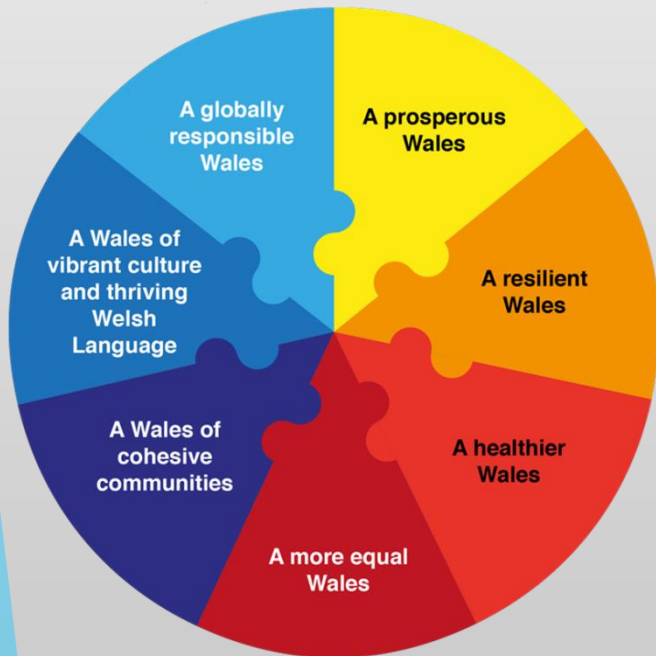 A prosperous
Wales
A resilient
Wales
A healthier
Wales
A more equal
Wales
A Wales of
cohesive
communities
A Wales of
vibrant culture
and thriving
Welsh
Language
A globally
responsible
Wales